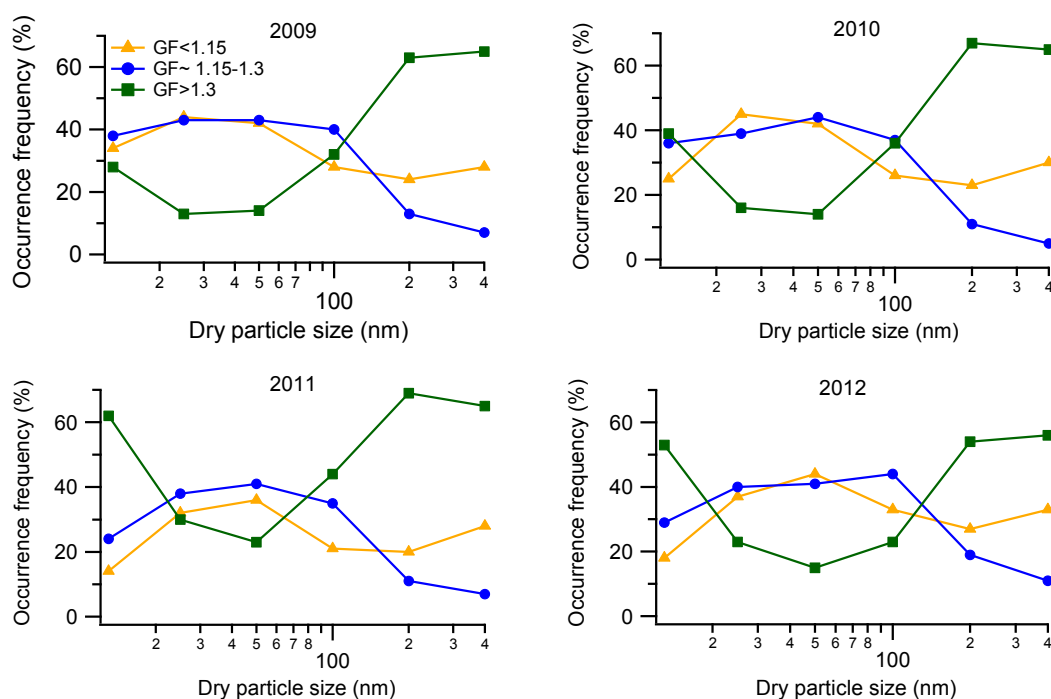 2009
GF<1.15
GF~ 1.15-1.3
GF>1.3
Occurrence frequency (%)
60
40
20
0
2 3 4 5 6 7 2 4
100
Dry particle size (nm)
2010
Occurrence frequency (%)
60
40
20
0
2 3 4 5 6 7 8 2 4
100
Dry particle size (nm)
2011
Occurrence frequency (%)
60
40
20
0
2 3 4 5 6 7 8 2 3 4
100
Dry particle size (nm)
2012
Occurrence frequency (%)
60
40
20
0
2 3 4 5 6 7 8 2 3 4
100
Dry particle size (nm)